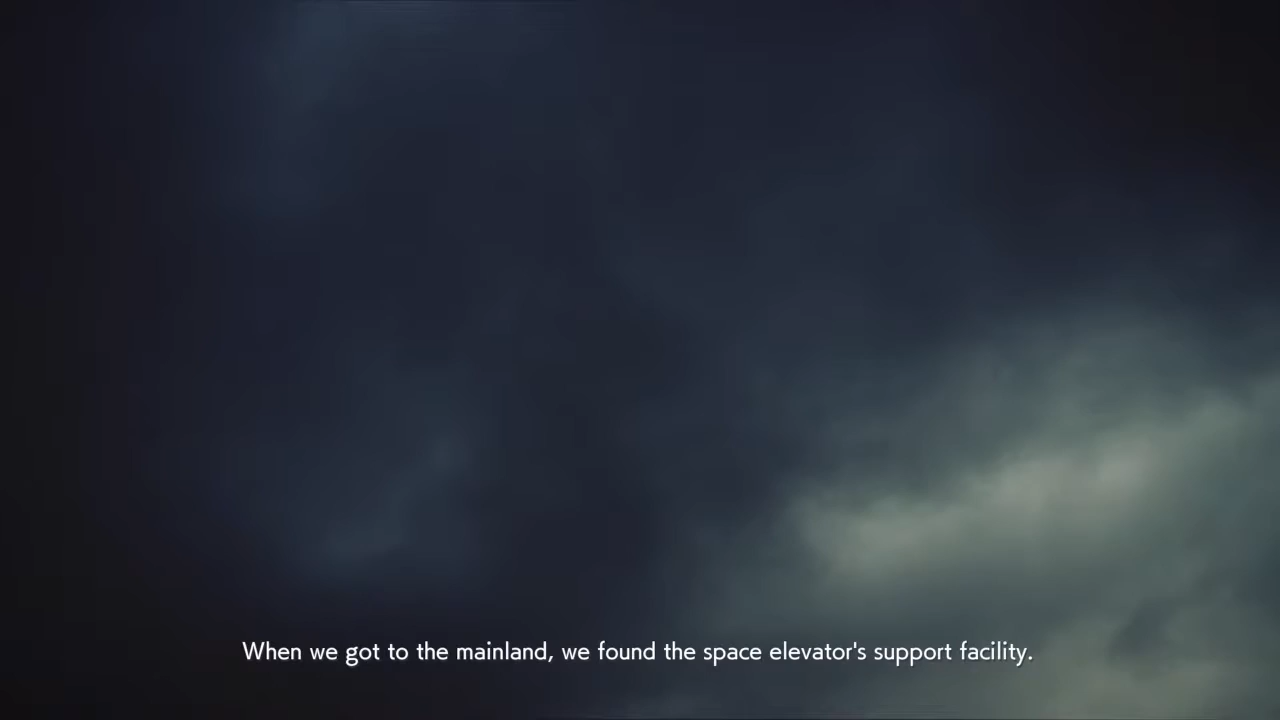 When we got to the mainland, we found the space elevator's support facility.